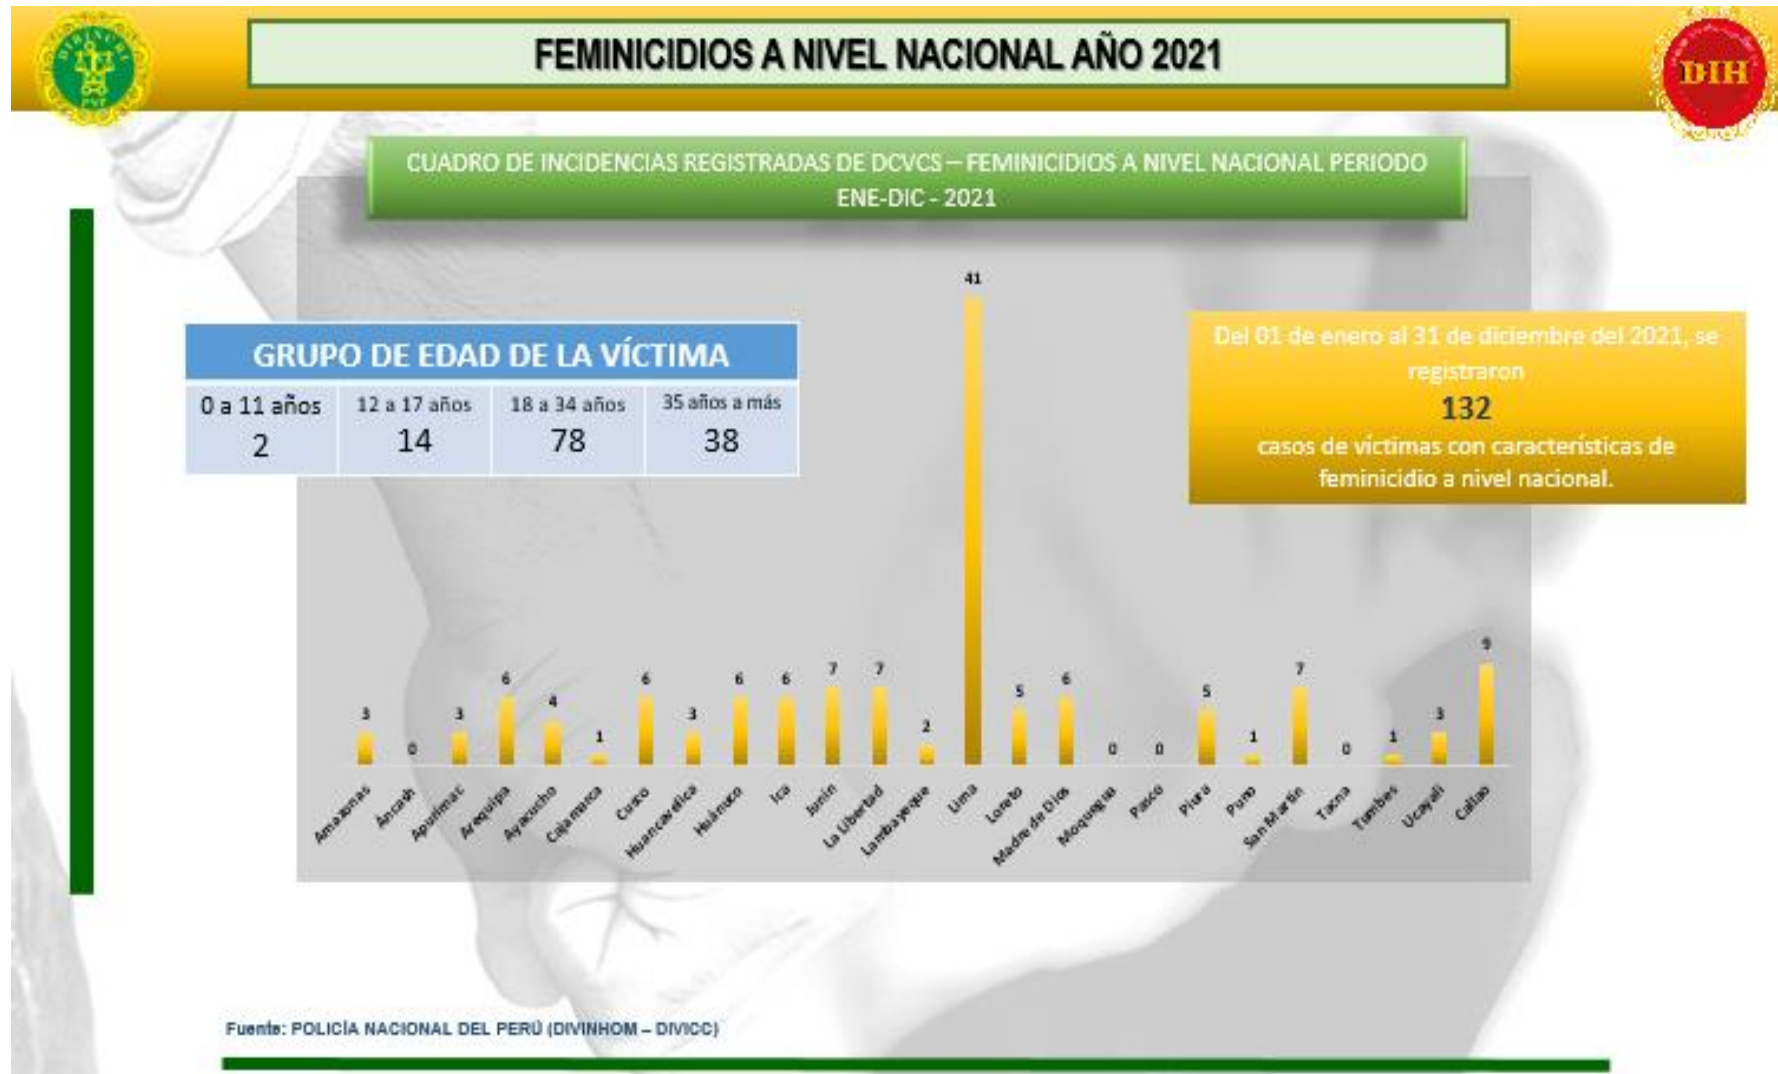 FEMINICIDIOS A NIVEL NACIONAL AÑO 2021
DIRINCRI
PNP
DIH
CUADRO DE INCIDENCIAS REGISTRADAS DE DCVCS – FEMINICIDIOS A NIVEL NACIONAL PERIODO
ENE-DIC - 2021
GRUPO DE EDAD DE LA VÍCTIMA
0 a 11 años 12 a 17 años 18 a 34 años 35 años a más
2 14 78 38
Del 01 de enero al 31 de diciembre del 2021, se
registraron
132
casos de víctimas con características de
feminicidio a nivel nacional.
3 0 3 6 4 1 6 3 6 6 7 7 2 41 5 6 0 0 5 1 7 0 1 3 9
Amazonas
Áncash
Apurímac
Arequipa
Ayacucho
Cajamarca
Cusco
Huancavelica
Huánuco
Ica
Junín
La Libertad
Lambayeque
Lima
Loreto
Madre de Dios
Moquegua
Pasco
Piura
Puno
San Martín
Tacna
Tumbes
Ucayali
Callao
Fuente: POLICÍA NACIONAL DEL PERÚ (DIVINHOM – DIVICC)